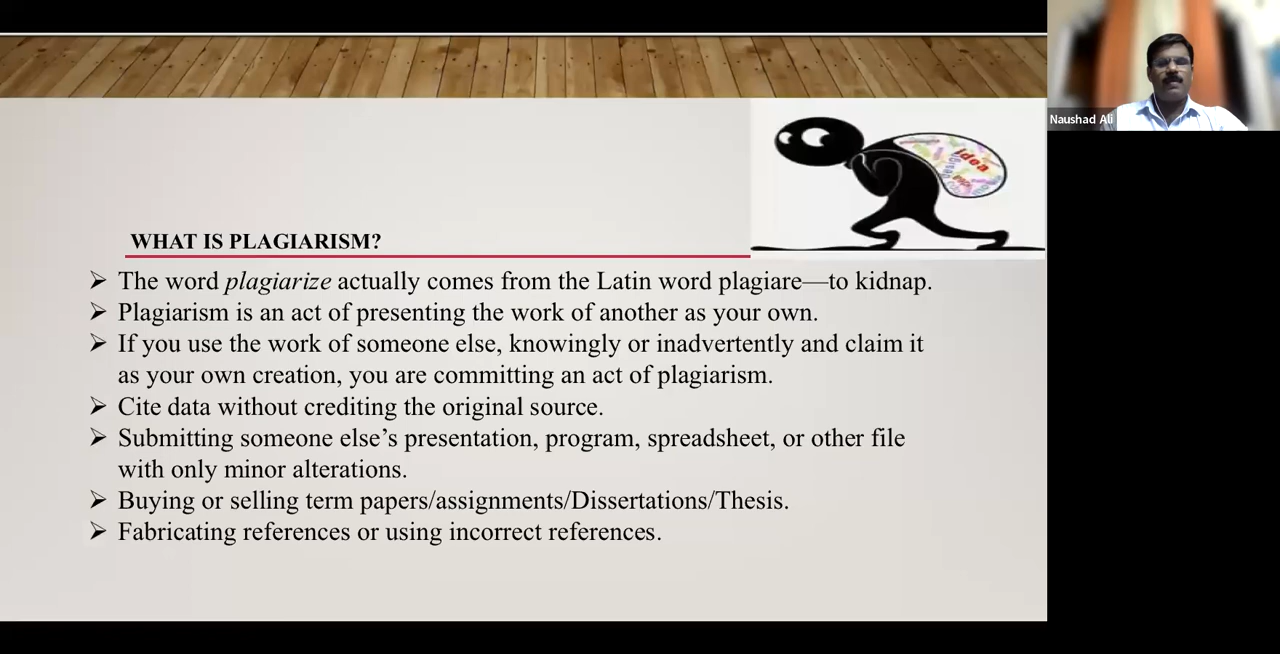 Naushad Ali
idea
WHAT IS PLAGIARISM?
➢ The word plagiarize actually comes from the Latin word plagiare—to kidnap.
➢ Plagiarism is an act of presenting the work of another as your own.
➢ If you use the work of someone else, knowingly or inadvertently and claim it
as your own creation, you are committing an act of plagiarism.
➢ Cite data without crediting the original source.
➢ Submitting someone else’s presentation, program, spreadsheet, or other file
with only minor alterations.
➢ Buying or selling term papers/assignments/Dissertations/Thesis.
➢ Fabricating references or using incorrect references.